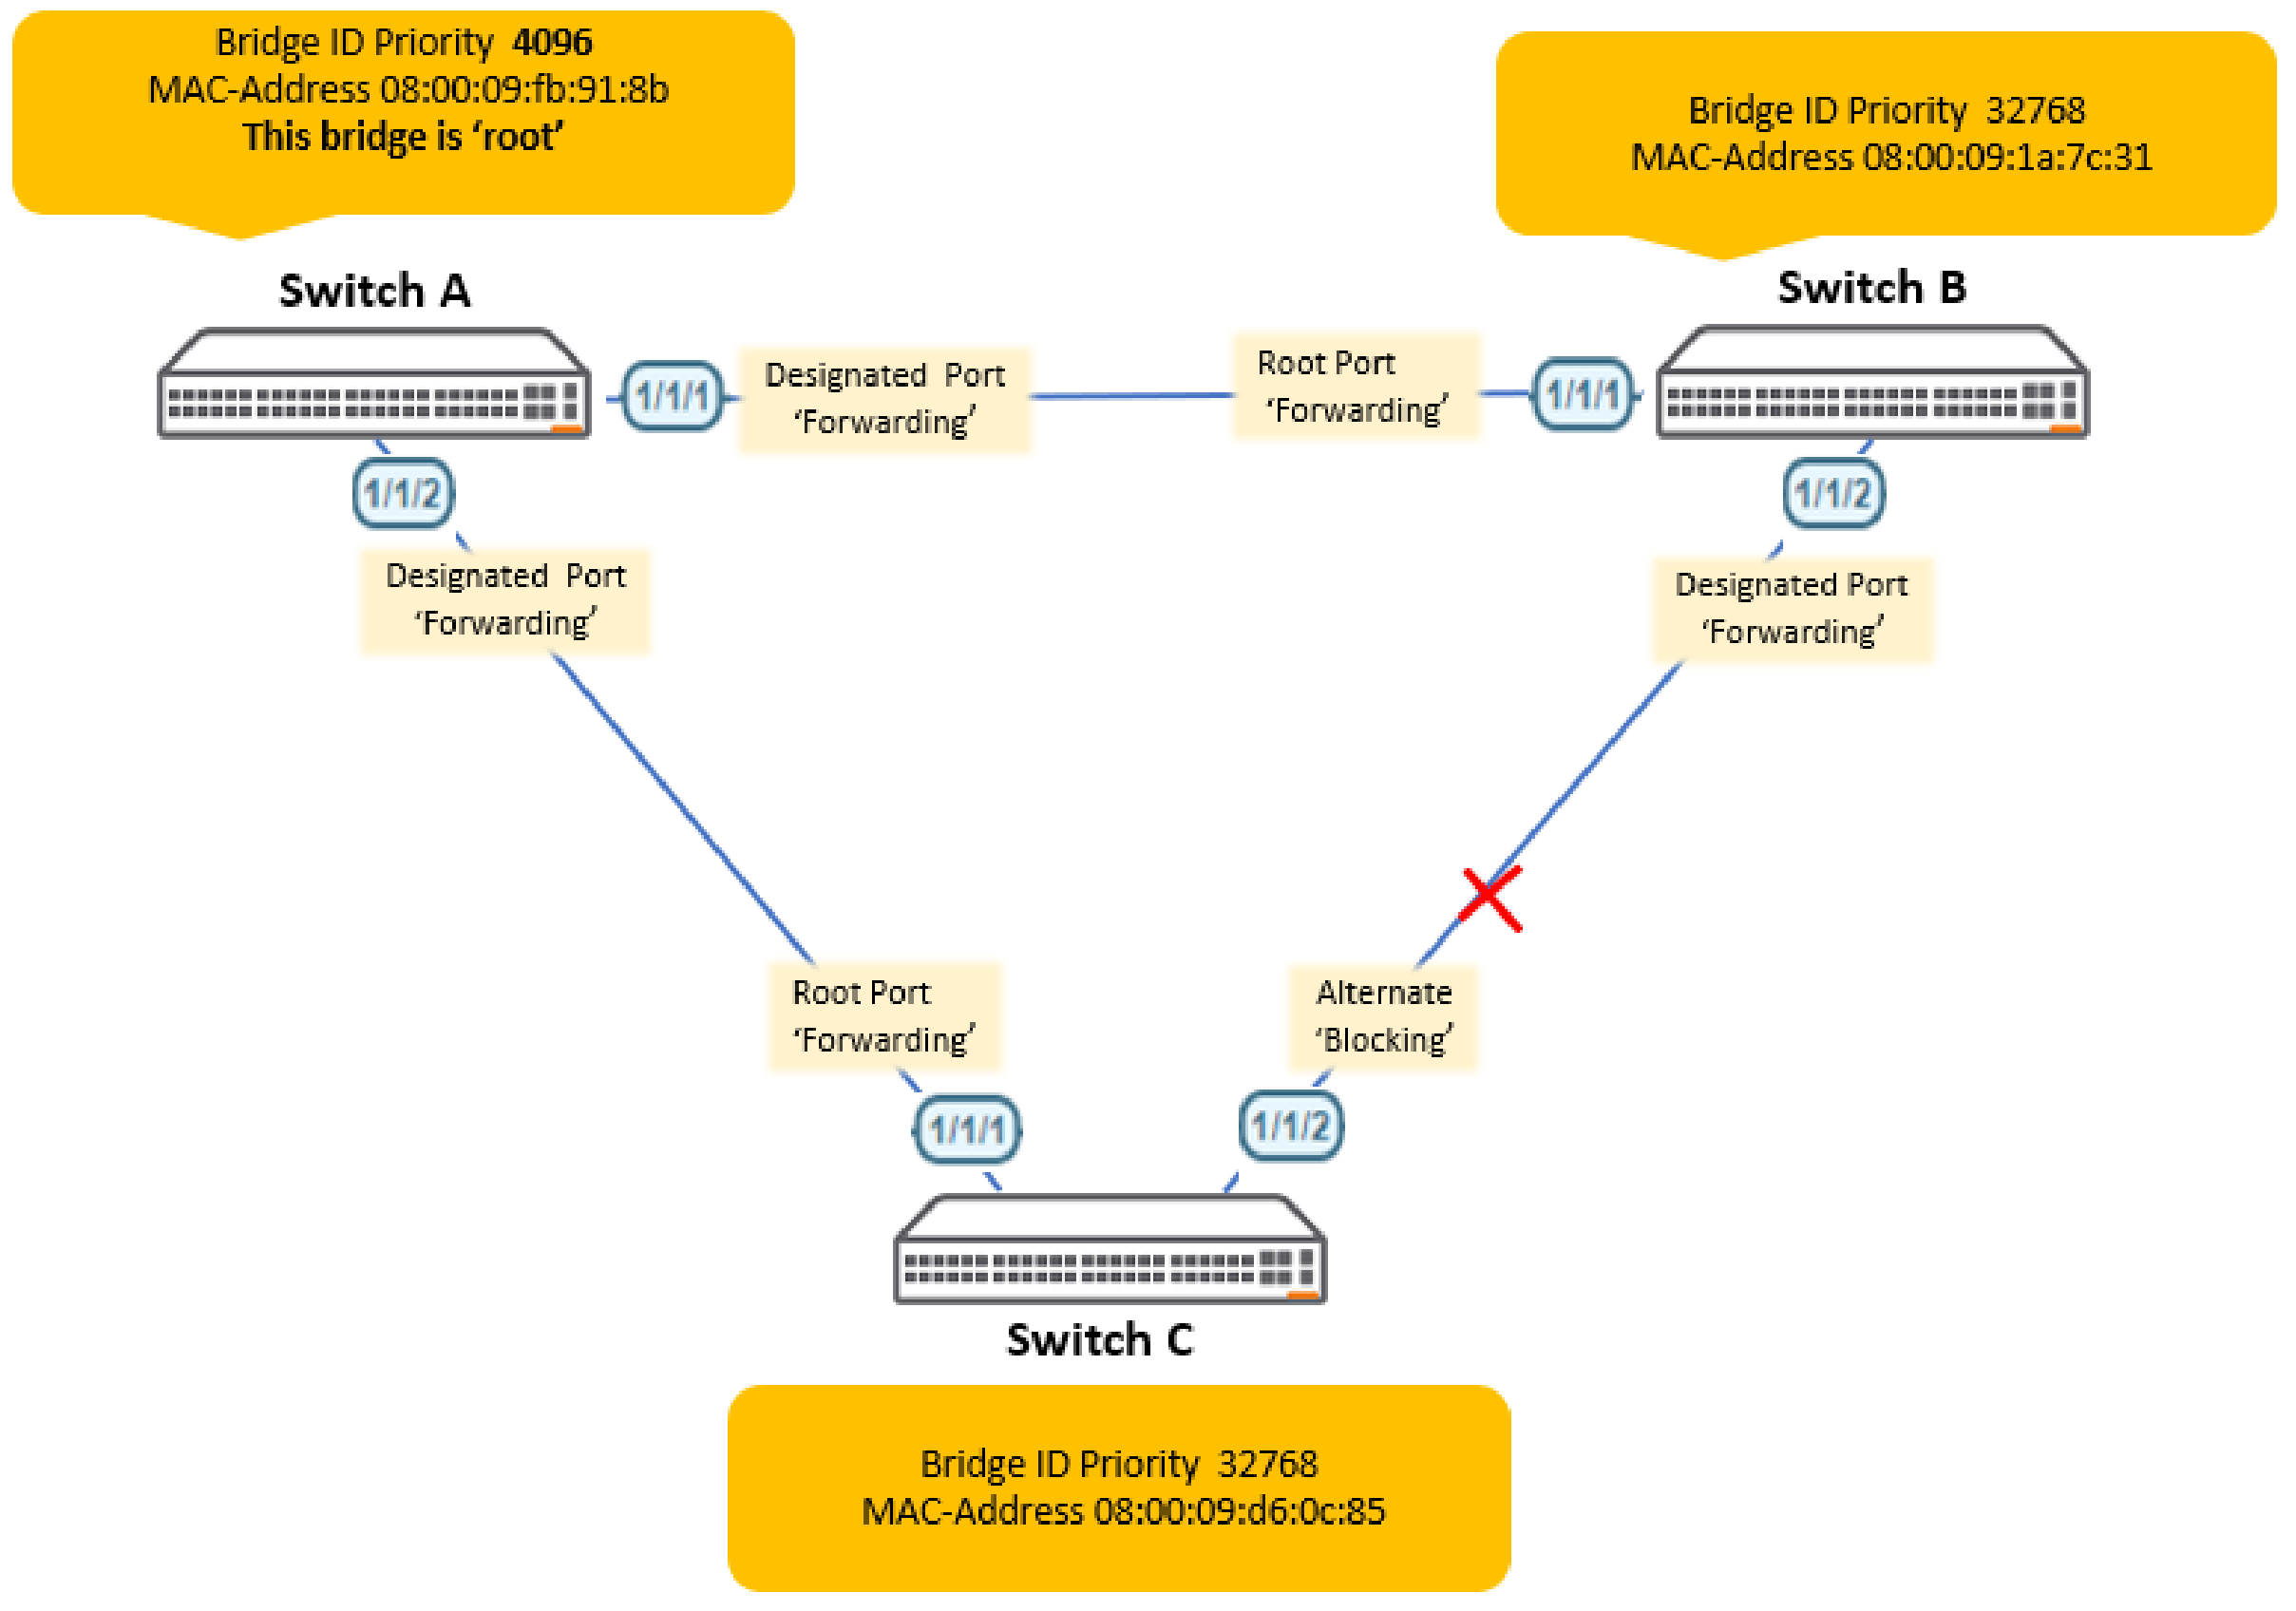 Bridge ID Priority 4096
MAC-Address 08:00:09:fb:91:8b
This bridge is ‘root’
Bridge ID Priority 32768
MAC-Address 08:00:09:1a:7c:31
Switch A
Switch B
1/1/1
Designated Port
‘Forwarding’
Root Port
‘Forwarding’
1/1/1
1/1/2
1/1/2
Designated Port
‘Forwarding’
Designated Port
‘Forwarding’
Root Port
‘Forwarding’
Alternate
‘Blocking’
1/1/1
1/1/2
Switch C
Bridge ID Priority 32768
MAC-Address 08:00:09:d6:0c:85